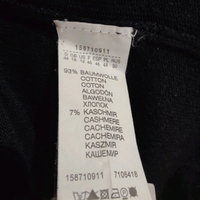 158710911
93% BAUMWOLLE
COTTON
COTON
ALGODÓN
BAWEŁNA
ХЛОПОК
7% KASCHMIR
CASHMERE
CACHEMIRE
CACHEMIRA
KASZMIR
КАШЕМИР
158710911 7106418